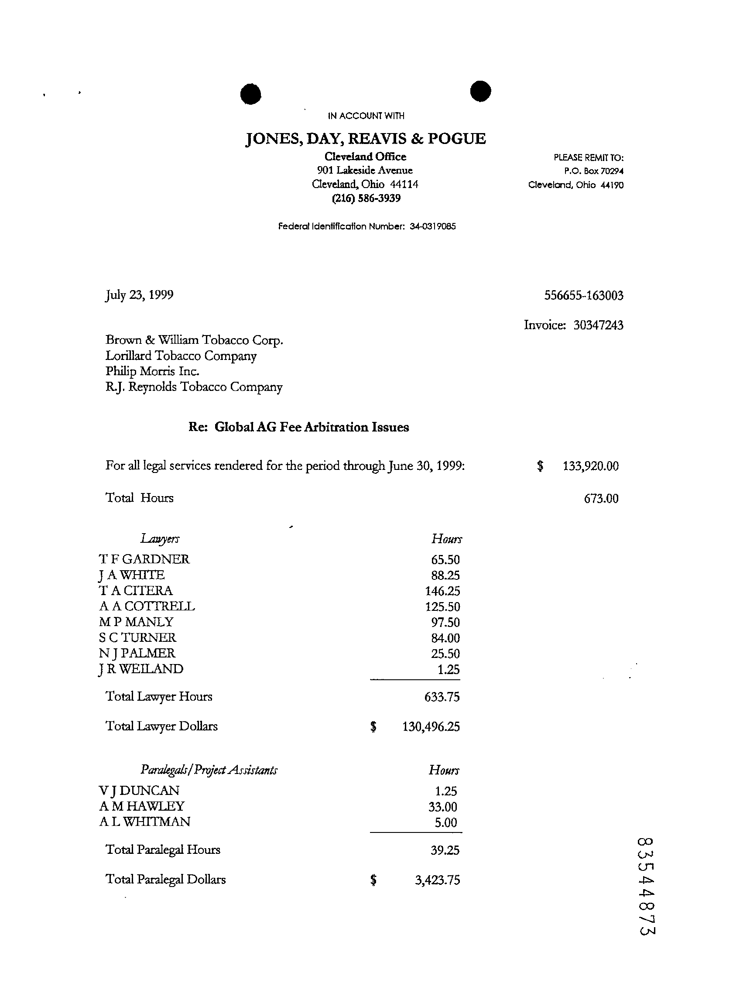 IN ACCOUNT WITH
JONES, DAY, REAVIS & POGUE
Cleveland Office
901 Lakeside Avenue
Cleveland, Ohio 44114
(216) 586-3939
PLEASE REMIT TO:
P.O. Box 70294
Cleveland, Ohio 44190
Federal Identification Number: 34-0319085
July 23, 1999
556655-163003
Invoice: 30347243
Brown & William Tobacco Corp.
Lorillard Tobacco Company
Philip Morris Inc.
R.J. Reynolds Tobacco Company
Re: Global AG Fee Arbitration Issues
For all legal services rendered for the period through June 30, 1999: $ 133,920.00
Total Hours 673.00
Lawyers Hours
T F GARDNER 65.50
J A WHITE 88.25
T A CITERA 146.25
A A COTTRELL 125.50
M P MANLY 97.50
S C TURNER 84.00
N J PALMER 25.50
J R WEILAND 1.25
Total Lawyer Hours 633.75
Total Lawyer Dollars $ 130,496.25
Paralegals/Project Assistants Hours
V J DUNCAN 1.25
A M HAWLEY 33.00
A L WHITMAN 5.00
Total Paralegal Hours 39.25
Total Paralegal Dollars $ 3,423.75
83544873